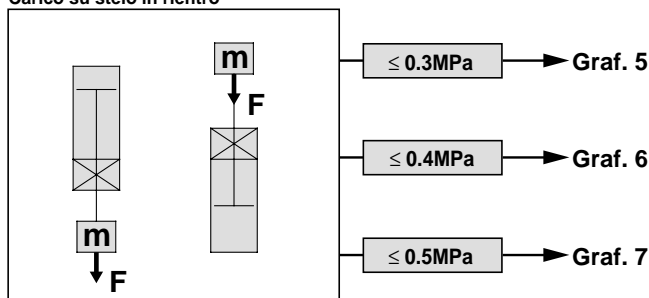 Carico su stelo in rientro
m
F
m
F
≤ 0.3MPa
Graf. 5
≤ 0.4MPa
Graf. 6
≤ 0.5MPa
Graf. 7